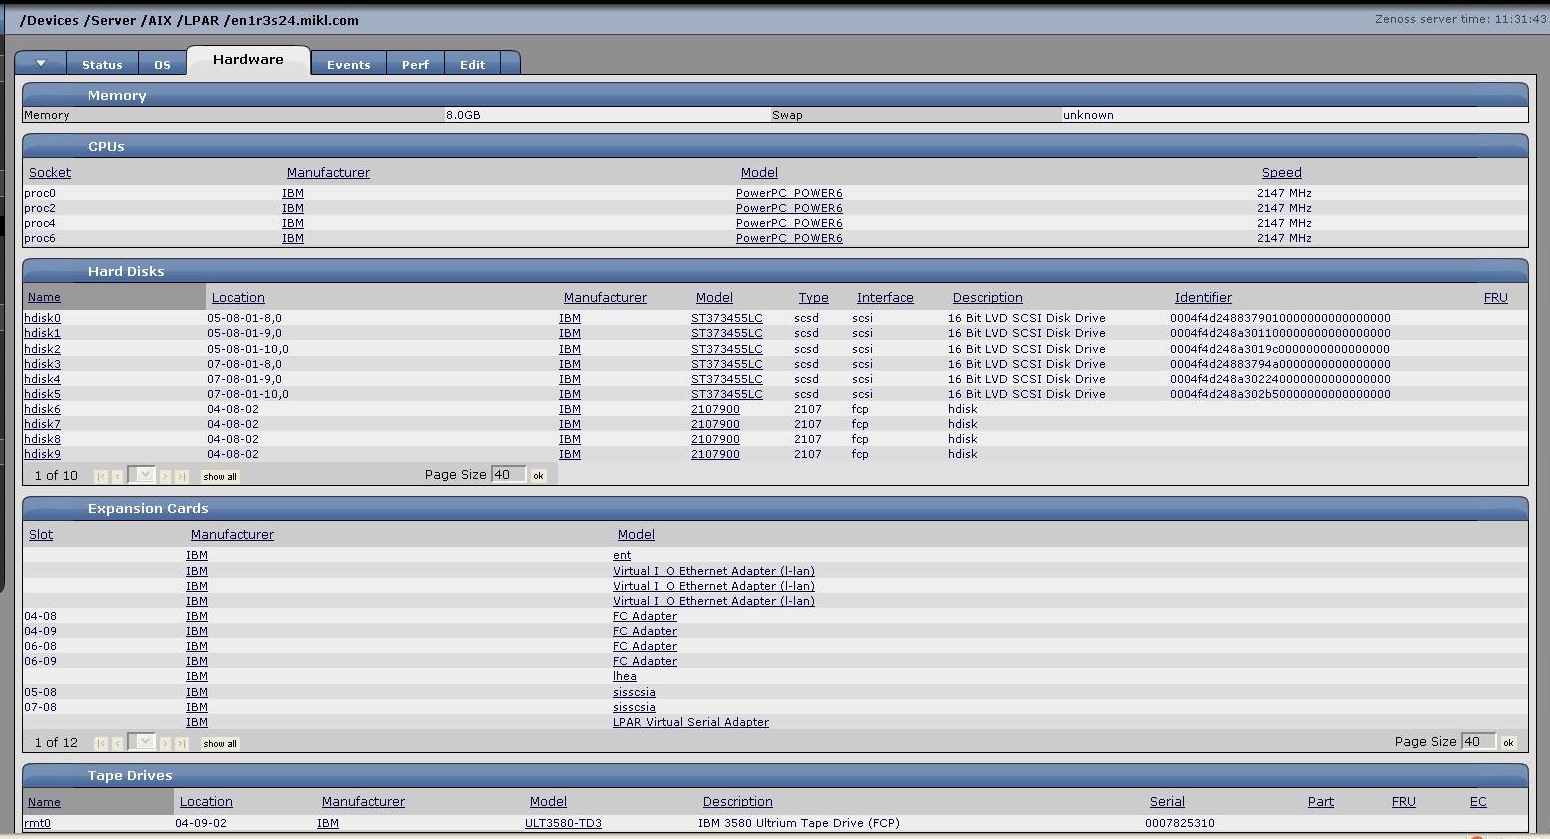 /Devices /Server /AIX /LPAR /en1r3s24.mikl.com Zenoss server time: 11:31:43
Status OS Hardware Events Perf Edit
Memory
Memory 8.0GB Swap unknown
CPUs
Socket Manufacturer Model Speed
proc0 IBM PowerPC_POWER6 2147 MHz
proc2 IBM PowerPC_POWER6 2147 MHz
proc4 IBM PowerPC_POWER6 2147 MHz
proc6 IBM PowerPC_POWER6 2147 MHz
Hard Disks
Name Location Manufacturer Model Type Interface Description Identifier FRU
hdisk0 05-08-01-8,0 IBM ST373455LC scsd scsi 16 Bit LVD SCSI Disk Drive 0004f4d2488379010000000000000000
hdisk1 05-08-01-9,0 IBM ST373455LC scsd scsi 16 Bit LVD SCSI Disk Drive 0004f4d248a301100000000000000000
hdisk2 05-08-01-10,0 IBM ST373455LC scsd scsi 16 Bit LVD SCSI Disk Drive 0004f4d248a3019c0000000000000000
hdisk3 07-08-01-8,0 IBM ST373455LC scsd scsi 16 Bit LVD SCSI Disk Drive 0004f4d24883794a0000000000000000
hdisk4 07-08-01-9,0 IBM ST373455LC scsd scsi 16 Bit LVD SCSI Disk Drive 0004f4d248a302240000000000000000
hdisk5 07-08-01-10,0 IBM ST373455LC scsd scsi 16 Bit LVD SCSI Disk Drive 0004f4d248a302b50000000000000000
hdisk6 04-08-02 IBM 2107900 2107 fcp hdisk
hdisk7 04-08-02 IBM 2107900 2107 fcp hdisk
hdisk8 04-08-02 IBM 2107900 2107 fcp hdisk
hdisk9 04-08-02 IBM 2107900 2107 fcp hdisk
1 of 10 |< < > >| show all Page Size 40 ok
Expansion Cards
Slot Manufacturer Model
IBM ent
IBM Virtual I_O Ethernet Adapter (l-lan)
IBM Virtual I_O Ethernet Adapter (l-lan)
IBM Virtual I_O Ethernet Adapter (l-lan)
04-08 IBM FC Adapter
04-09 IBM FC Adapter
06-08 IBM FC Adapter
06-09 IBM FC Adapter
IBM lhea
05-08 IBM sisscsia
07-08 IBM sisscsia
IBM LPAR Virtual Serial Adapter
1 of 12 |< < > >| show all Page Size 40 ok
Tape Drives
Name Location Manufacturer Model Description Serial Part FRU EC
rmt0 04-09-02 IBM ULT3580-TD3 IBM 3580 Ultrium Tape Drive (FCP) 0007825310